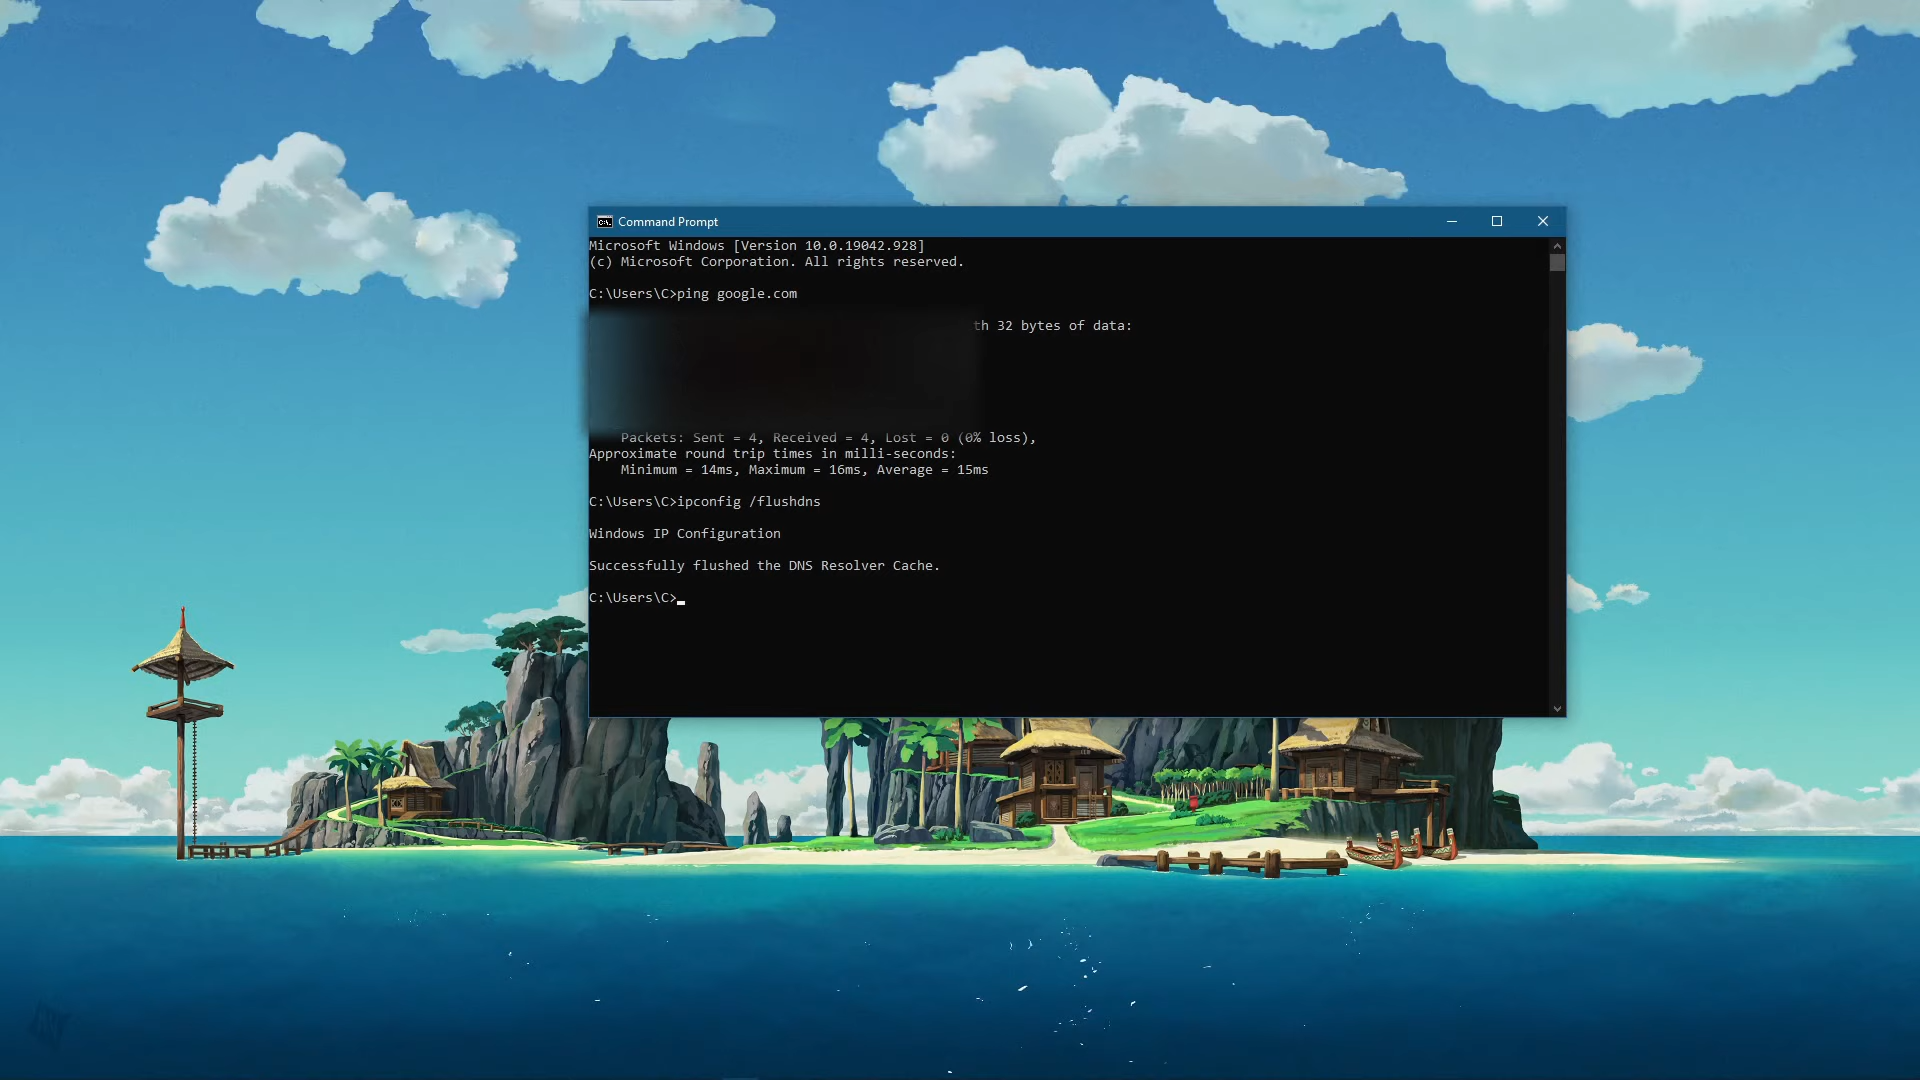 Command Prompt
Microsoft Windows [Version 10.0.19042.928]
(c) Microsoft Corporation. All rights reserved.
C:\Users\C>ping google.com
th 32 bytes of data:
Packets: Sent = 4, Received = 4, Lost = 0 (0% loss),
Approximate round trip times in milli-seconds:
Minimum = 14ms, Maximum = 16ms, Average = 15ms
C:\Users\C>ipconfig /flushdns
Windows IP Configuration
Successfully flushed the DNS Resolver Cache.
C:\Users\C>